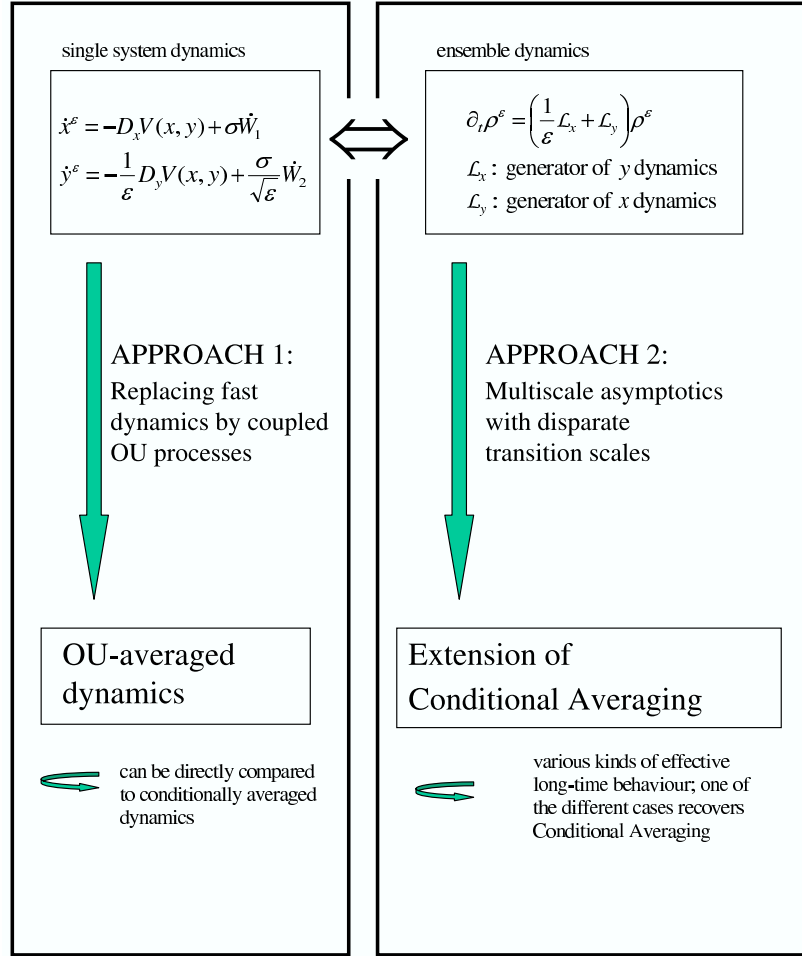 single system dynamics
ẋ^ε = −D_x V(x, y) + σẆ_1
ẏ^ε = −(1/ε) D_y V(x, y) + (σ/√ε) Ẇ_2
APPROACH 1:
Replacing fast
dynamics by coupled
OU processes
OU-averaged
dynamics
can be directly compared
to conditionally averaged
dynamics
ensemble dynamics
∂_t ρ^ε = ( (1/ε) ℒ_x + ℒ_y ) ρ^ε
ℒ_x : generator of y dynamics
ℒ_y : generator of x dynamics
APPROACH 2:
Multiscale asymptotics
with disparate
transition scales
Extension of
Conditional Averaging
various kinds of effective
long-time behaviour; one of
the different cases recovers
Conditional Averaging